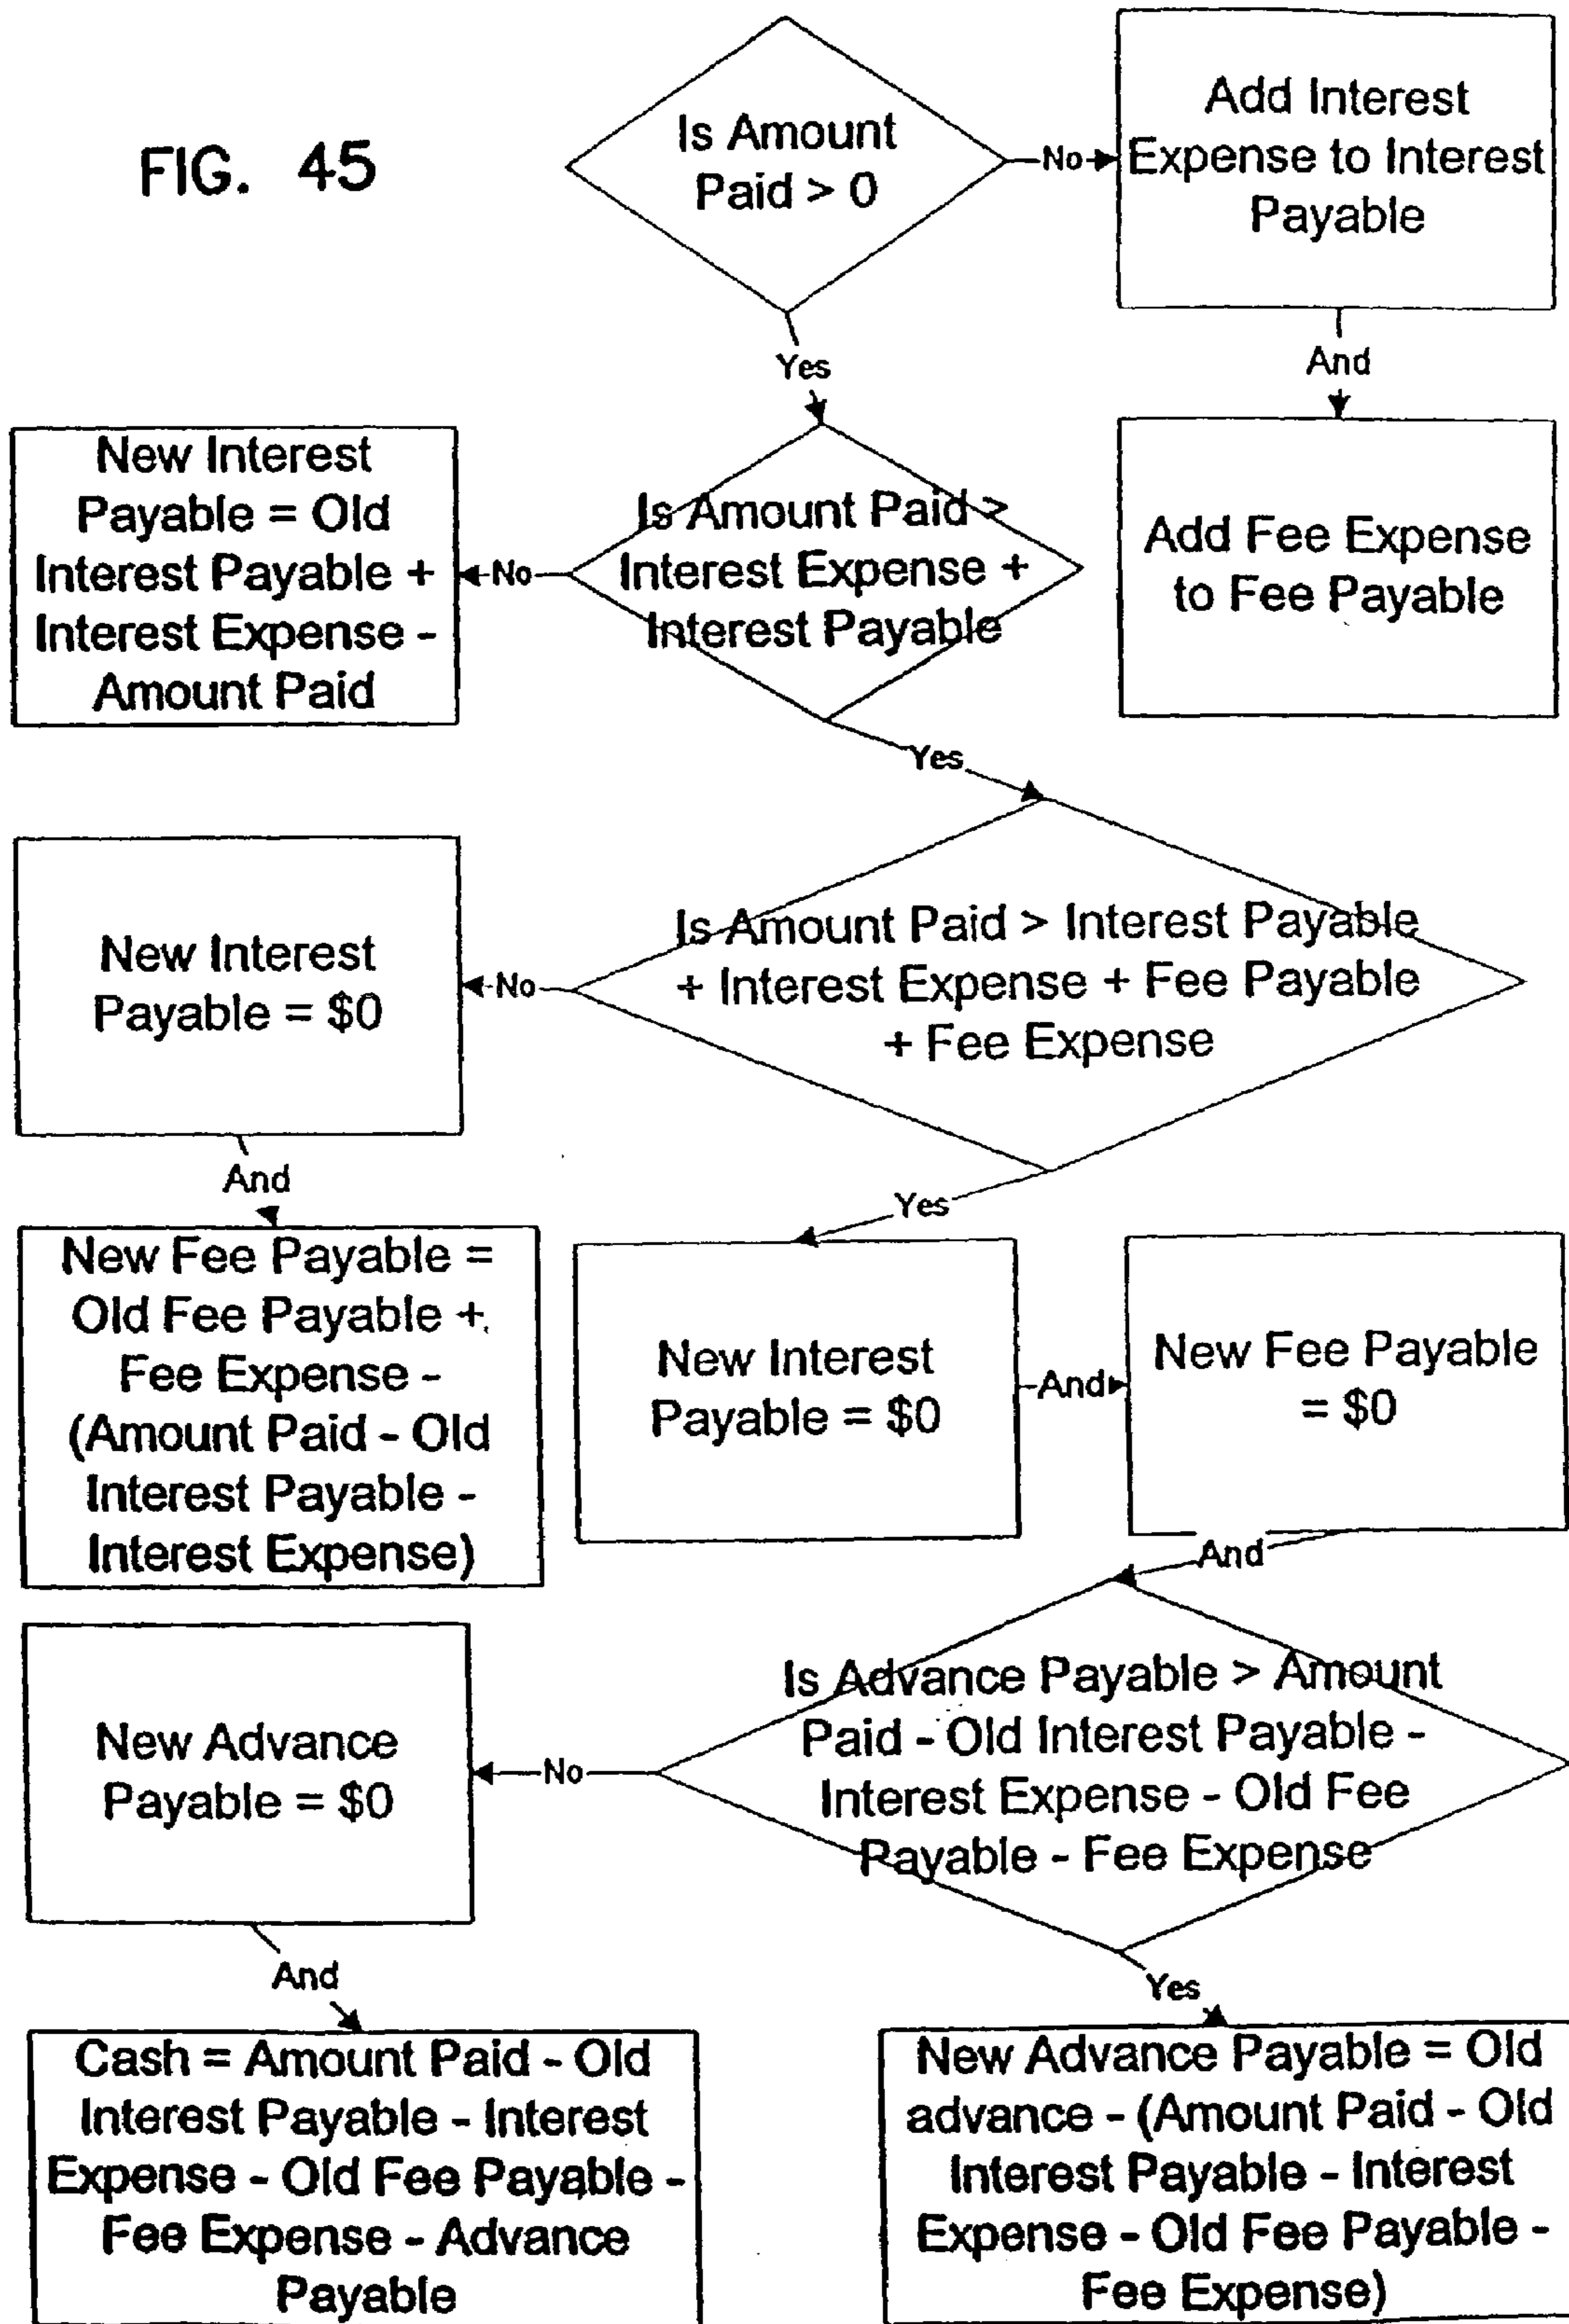 FIG. 45
Is Amount
Paid > 0
No
Add Interest
Expense to Interest
Payable
Yes
And
New Interest
Payable = Old
Interest Payable +
Interest Expense -
Amount Paid
No
Is Amount Paid >
Interest Expense +
Interest Payable
Add Fee Expense
to Fee Payable
Yes
New Interest
Payable = $0
No
Is Amount Paid > Interest Payable
+ Interest Expense + Fee Payable
+ Fee Expense
And
Yes
New Fee Payable =
Old Fee Payable +
Fee Expense -
(Amount Paid - Old
Interest Payable -
Interest Expense)
New Interest
Payable = $0
And
New Fee Payable
= $0
And
New Advance
Payable = $0
No
Is Advance Payable > Amount
Paid - Old Interest Payable -
Interest Expense - Old Fee
Payable - Fee Expense
And
Yes
Cash = Amount Paid - Old
Interest Payable - Interest
Expense - Old Fee Payable -
Fee Expense - Advance
Payable
New Advance Payable = Old
advance - (Amount Paid - Old
Interest Payable - Interest
Expense - Old Fee Payable -
Fee Expense)